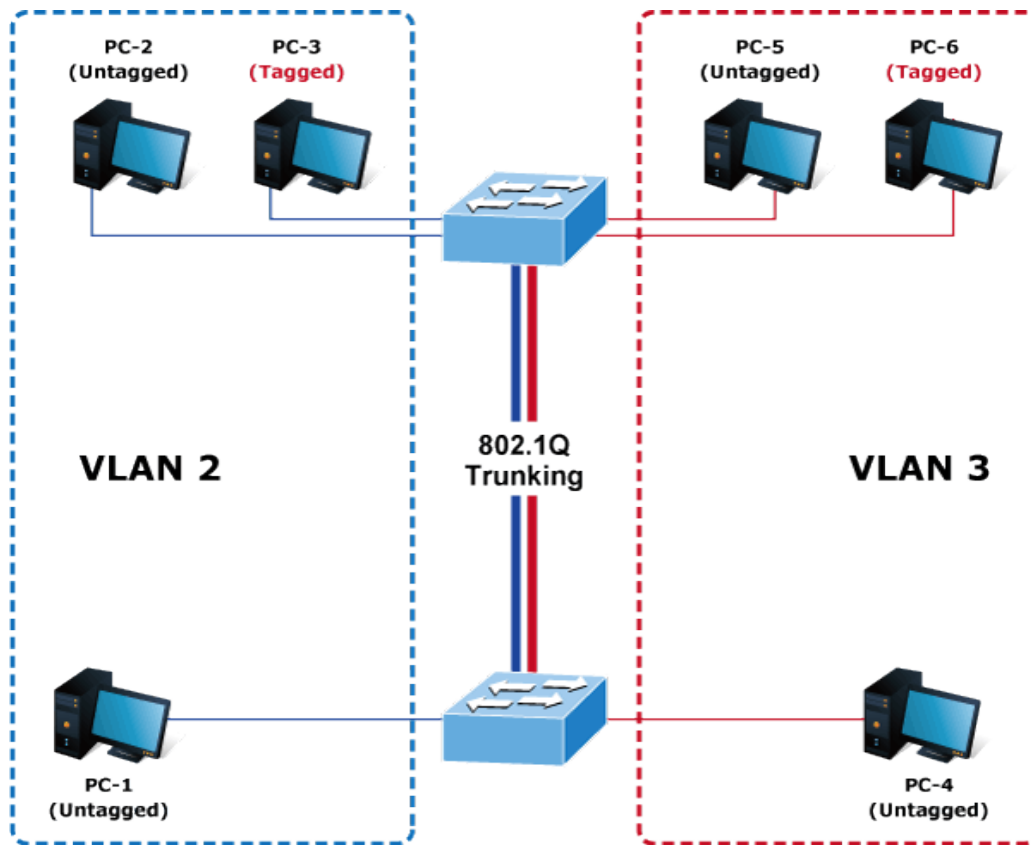 PC-2
(Untagged)
PC-3
(Tagged)
PC-5
(Untagged)
PC-6
(Tagged)
802.1Q
Trunking
VLAN 2
VLAN 3
PC-1
(Untagged)
PC-4
(Untagged)